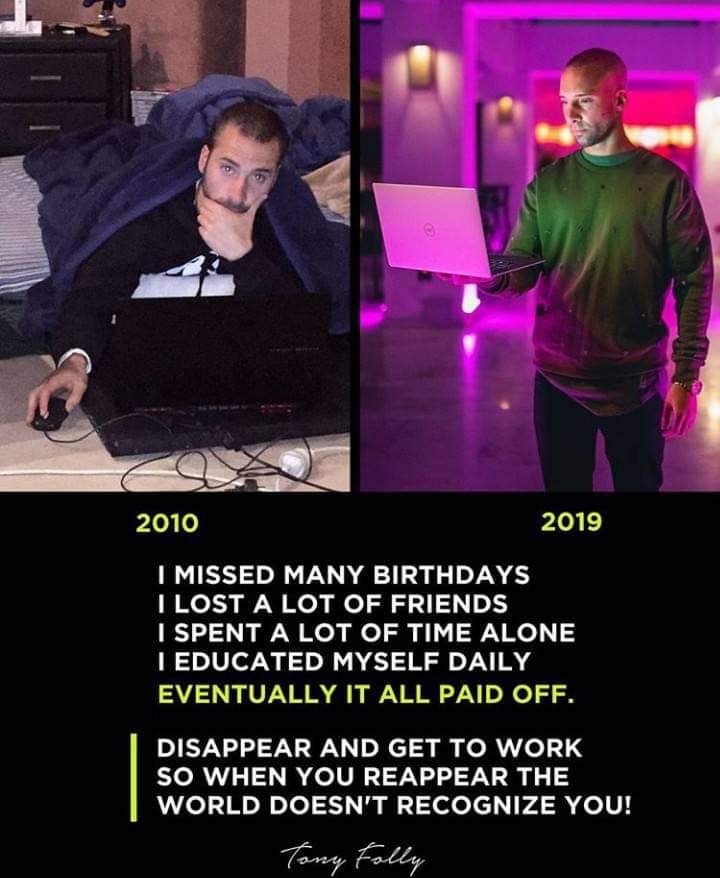 2010
2019
I MISSED MANY BIRTHDAYS
I LOST A LOT OF FRIENDS
I SPENT A LOT OF TIME ALONE
I EDUCATED MYSELF DAILY
EVENTUALLY IT ALL PAID OFF.
DISAPPEAR AND GET TO WORK
SO WHEN YOU REAPPEAR THE
WORLD DOESN'T RECOGNIZE YOU!
Tony Folly